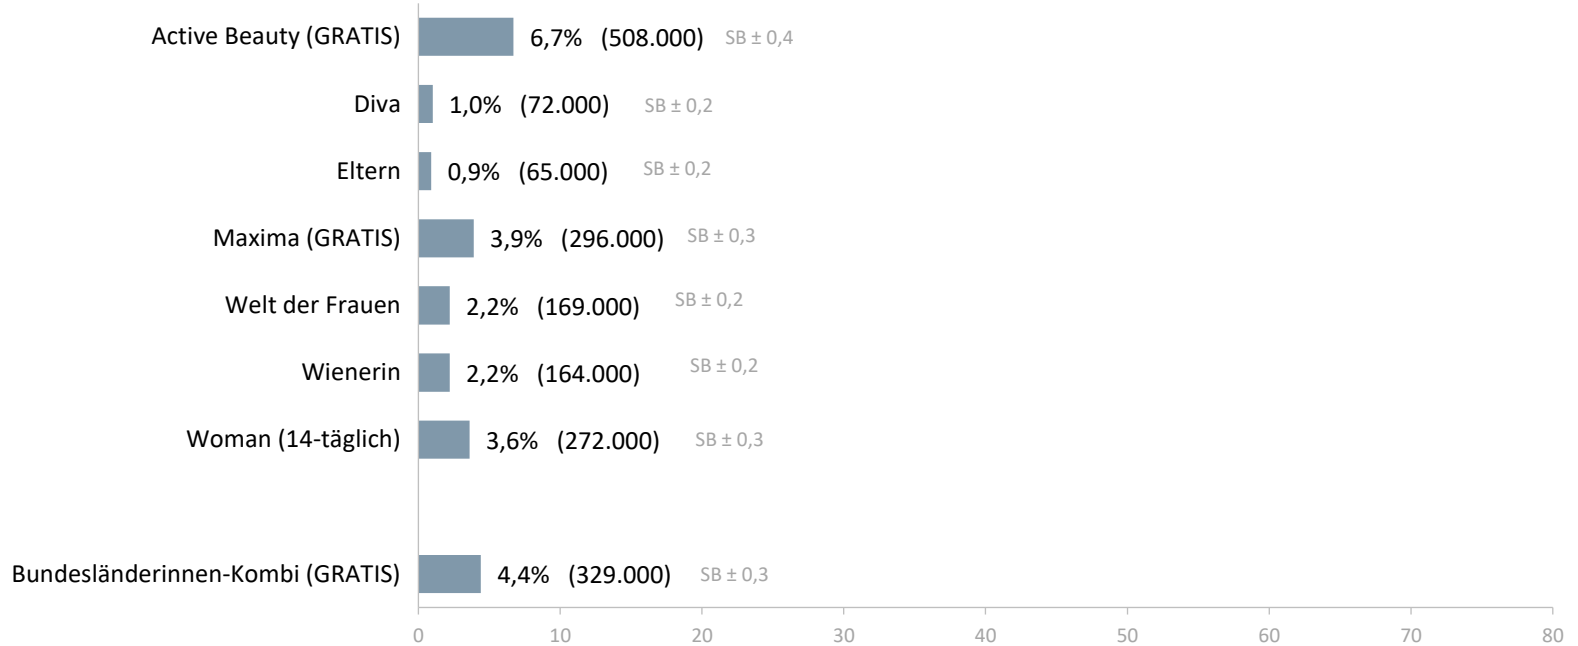 Active Beauty (GRATIS) 6,7% (508.000) SB ± 0,4
Diva 1,0% (72.000) SB ± 0,2
Eltern 0,9% (65.000) SB ± 0,2
Maxima (GRATIS) 3,9% (296.000) SB ± 0,3
Welt der Frauen 2,2% (169.000) SB ± 0,2
Wienerin 2,2% (164.000) SB ± 0,2
Woman (14-täglich) 3,6% (272.000) SB ± 0,3
Bundesländerinnen-Kombi (GRATIS) 4,4% (329.000) SB ± 0,3
0 10 20 30 40 50 60 70 80